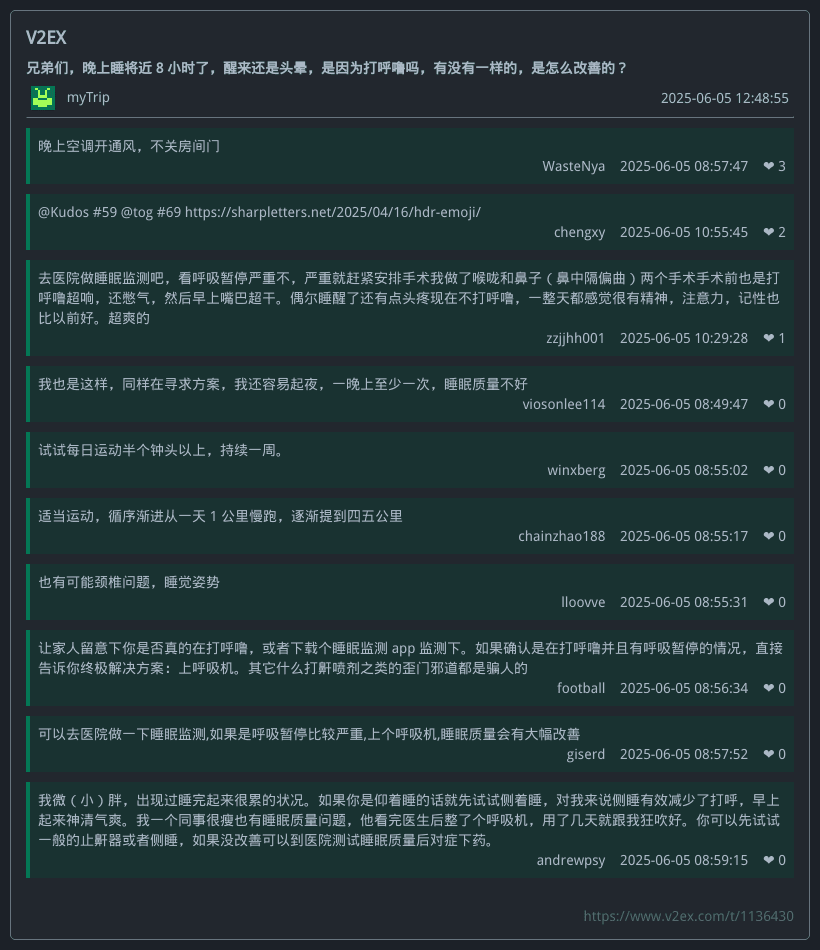 V2EX
兄弟们，晚上睡将近 8 小时了，醒来还是头晕，是因为打呼噜吗，有没有一样的，是怎么改善的？
myTrip 2025-06-05 12:48:55
晚上空调开通风，不关房间门
WasteNya 2025-06-05 08:57:47 ❤ 3
@Kudos #59 @tog #69 https://sharpletters.net/2025/04/16/hdr-emoji/
chengxy 2025-06-05 10:55:45 ❤ 2
去医院做睡眠监测吧，看呼吸暂停严重不，严重就赶紧安排手术我做了喉咙和鼻子（鼻中隔偏曲）两个手术手术前也是打
呼噜超响，还憋气，然后早上嘴巴超干。偶尔睡醒了还有点头疼现在不打呼噜，一整天都感觉很有精神，注意力，记性也
比以前好。超爽的
zzjjhh001 2025-06-05 10:29:28 ❤ 1
我也是这样，同样在寻求方案，我还容易起夜，一晚上至少一次，睡眠质量不好
viosonlee114 2025-06-05 08:49:47 ❤ 0
试试每日运动半个钟头以上，持续一周。
winxberg 2025-06-05 08:55:02 ❤ 0
适当运动，循序渐进从一天 1 公里慢跑，逐渐提到四五公里
chainzhao188 2025-06-05 08:55:17 ❤ 0
也有可能颈椎问题，睡觉姿势
lloovve 2025-06-05 08:55:31 ❤ 0
让家人留意下你是否真的在打呼噜，或者下载个睡眠监测 app 监测下。如果确认是在打呼噜并且有呼吸暂停的情况，直接
告诉你终极解决方案：上呼吸机。其它什么打鼾喷剂之类的歪门邪道都是骗人的
football 2025-06-05 08:56:34 ❤ 0
可以去医院做一下睡眠监测,如果是呼吸暂停比较严重,上个呼吸机,睡眠质量会有大幅改善
giserd 2025-06-05 08:57:52 ❤ 0
我微（小）胖，出现过睡完起来很累的状况。如果你是仰着睡的话就先试试侧着睡，对我来说侧睡有效减少了打呼，早上
起来神清气爽。我一个同事很瘦也有睡眠质量问题，他看完医生后整了个呼吸机，用了几天就跟我狂吹好。你可以先试试
一般的止鼾器或者侧睡，如果没改善可以到医院测试睡眠质量后对症下药。
andrewpsy 2025-06-05 08:59:15 ❤ 0
https://www.v2ex.com/t/1136430